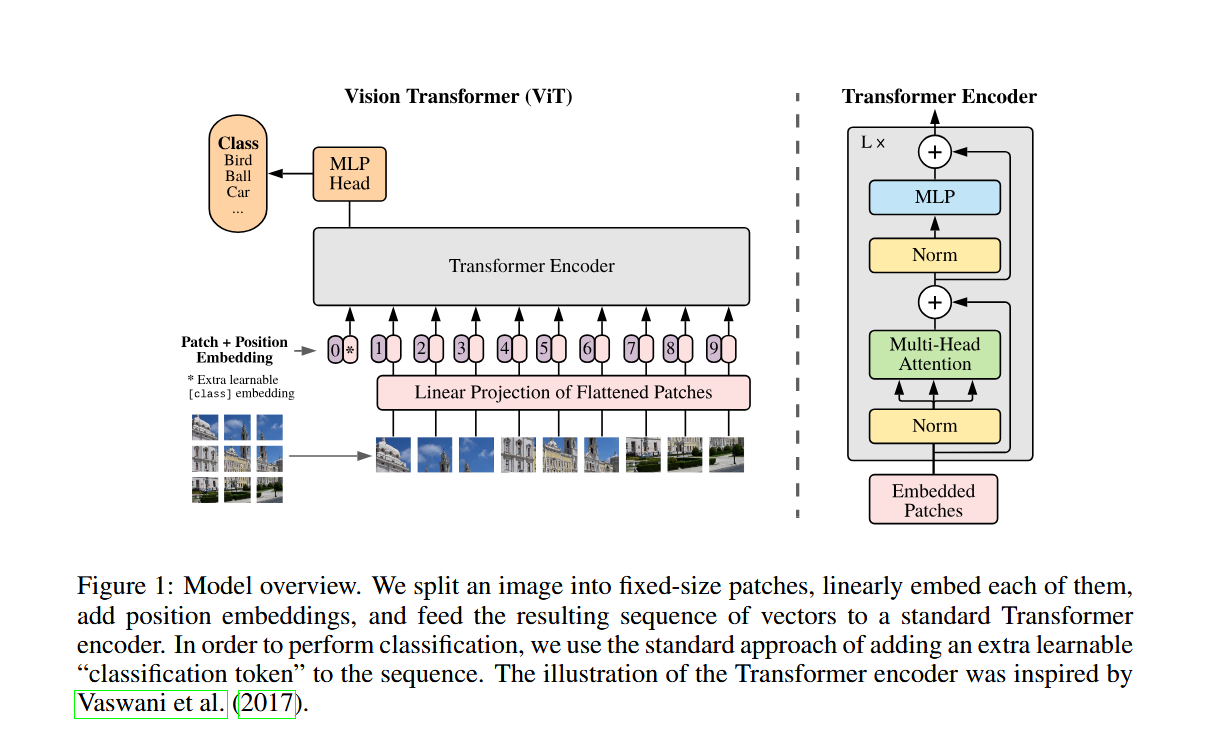 Vision Transformer (ViT)
Class
Bird
Ball
Car
...
MLP
Head
Transformer Encoder
Patch + Position
Embedding
* Extra learnable
[class] embedding
0 * 1 2 3 4 5 6 7 8 9
Linear Projection of Flattened Patches
Transformer Encoder
L ×
+
MLP
Norm
+
Multi-Head
Attention
Norm
Embedded
Patches
Figure 1: Model overview. We split an image into fixed-size patches, linearly embed each of them,
add position embeddings, and feed the resulting sequence of vectors to a standard Transformer
encoder. In order to perform classification, we use the standard approach of adding an extra learnable
“classification token” to the sequence. The illustration of the Transformer encoder was inspired by
Vaswani et al. (2017).